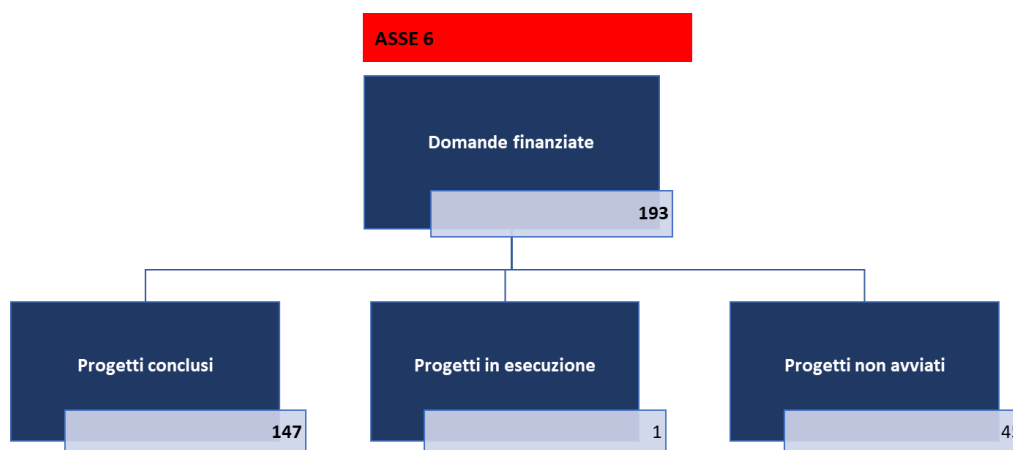 ASSE 6
Domande finanziate
193
Progetti conclusi
Progetti in esecuzione
Progetti non avviati
147
1